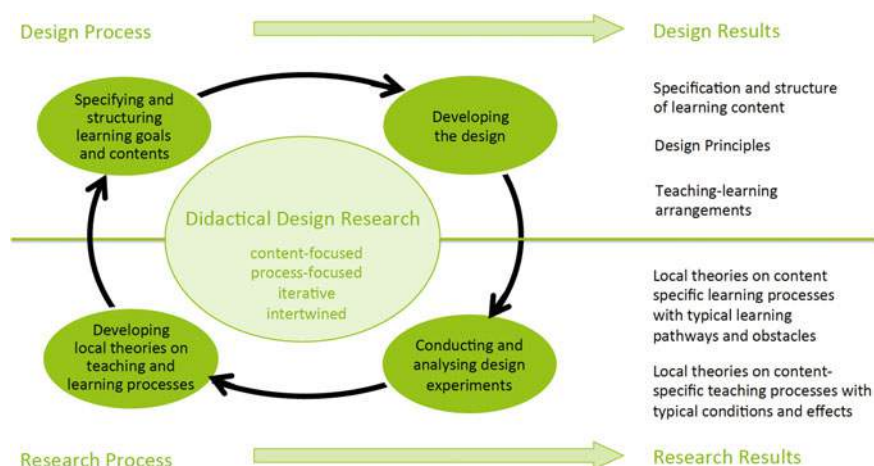 Design Process
Design Results
Specifying and
structuring
learning goals
and contents
Developing
the design
Specification and structure
of learning content
Design Principles
Teaching-learning
arrangements
Didactical Design Research
content-focused
process-focused
iterative
intertwined
Developing
local theories on
teaching and
learning processes
Conducting and
analysing design
experiments
Local theories on content
specific learning processes
with typical learning
pathways and obstacles
Local theories on content-
specific teaching processes with
typical conditions and effects
Research Process
Research Results